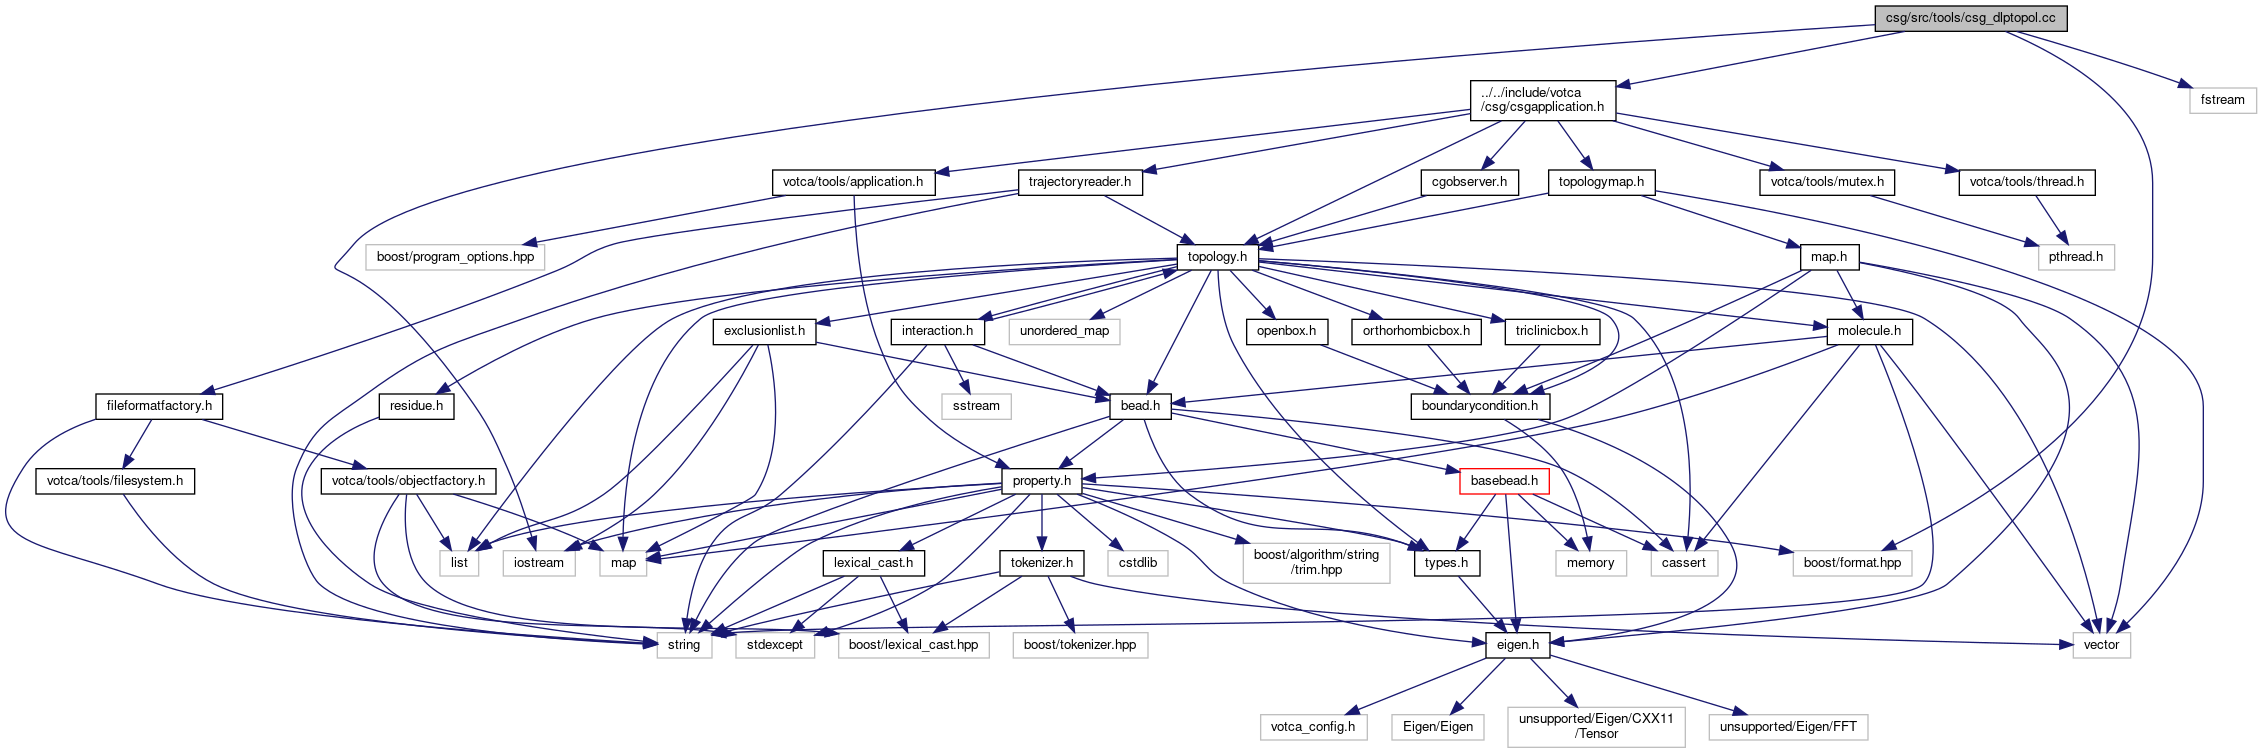 csg/src/tools/csg_dlptopol.cc
../../include/votca
/csg/csgapplication.h
fstream
votca/tools/application.h
trajectoryreader.h
cgobserver.h
topologymap.h
votca/tools/mutex.h
votca/tools/thread.h
boost/program_options.hpp
topology.h
map.h
pthread.h
exclusionlist.h
interaction.h
unordered_map
openbox.h
orthorhombicbox.h
triclinicbox.h
molecule.h
fileformatfactory.h
residue.h
sstream
bead.h
boundarycondition.h
votca/tools/filesystem.h
votca/tools/objectfactory.h
property.h
basebead.h
list
iostream
map
lexical_cast.h
tokenizer.h
cstdlib
boost/algorithm/string
/trim.hpp
types.h
memory
cassert
boost/format.hpp
string
stdexcept
boost/lexical_cast.hpp
boost/tokenizer.hpp
eigen.h
vector
votca_config.h
Eigen/Eigen
unsupported/Eigen/CXX11
/Tensor
unsupported/Eigen/FFT